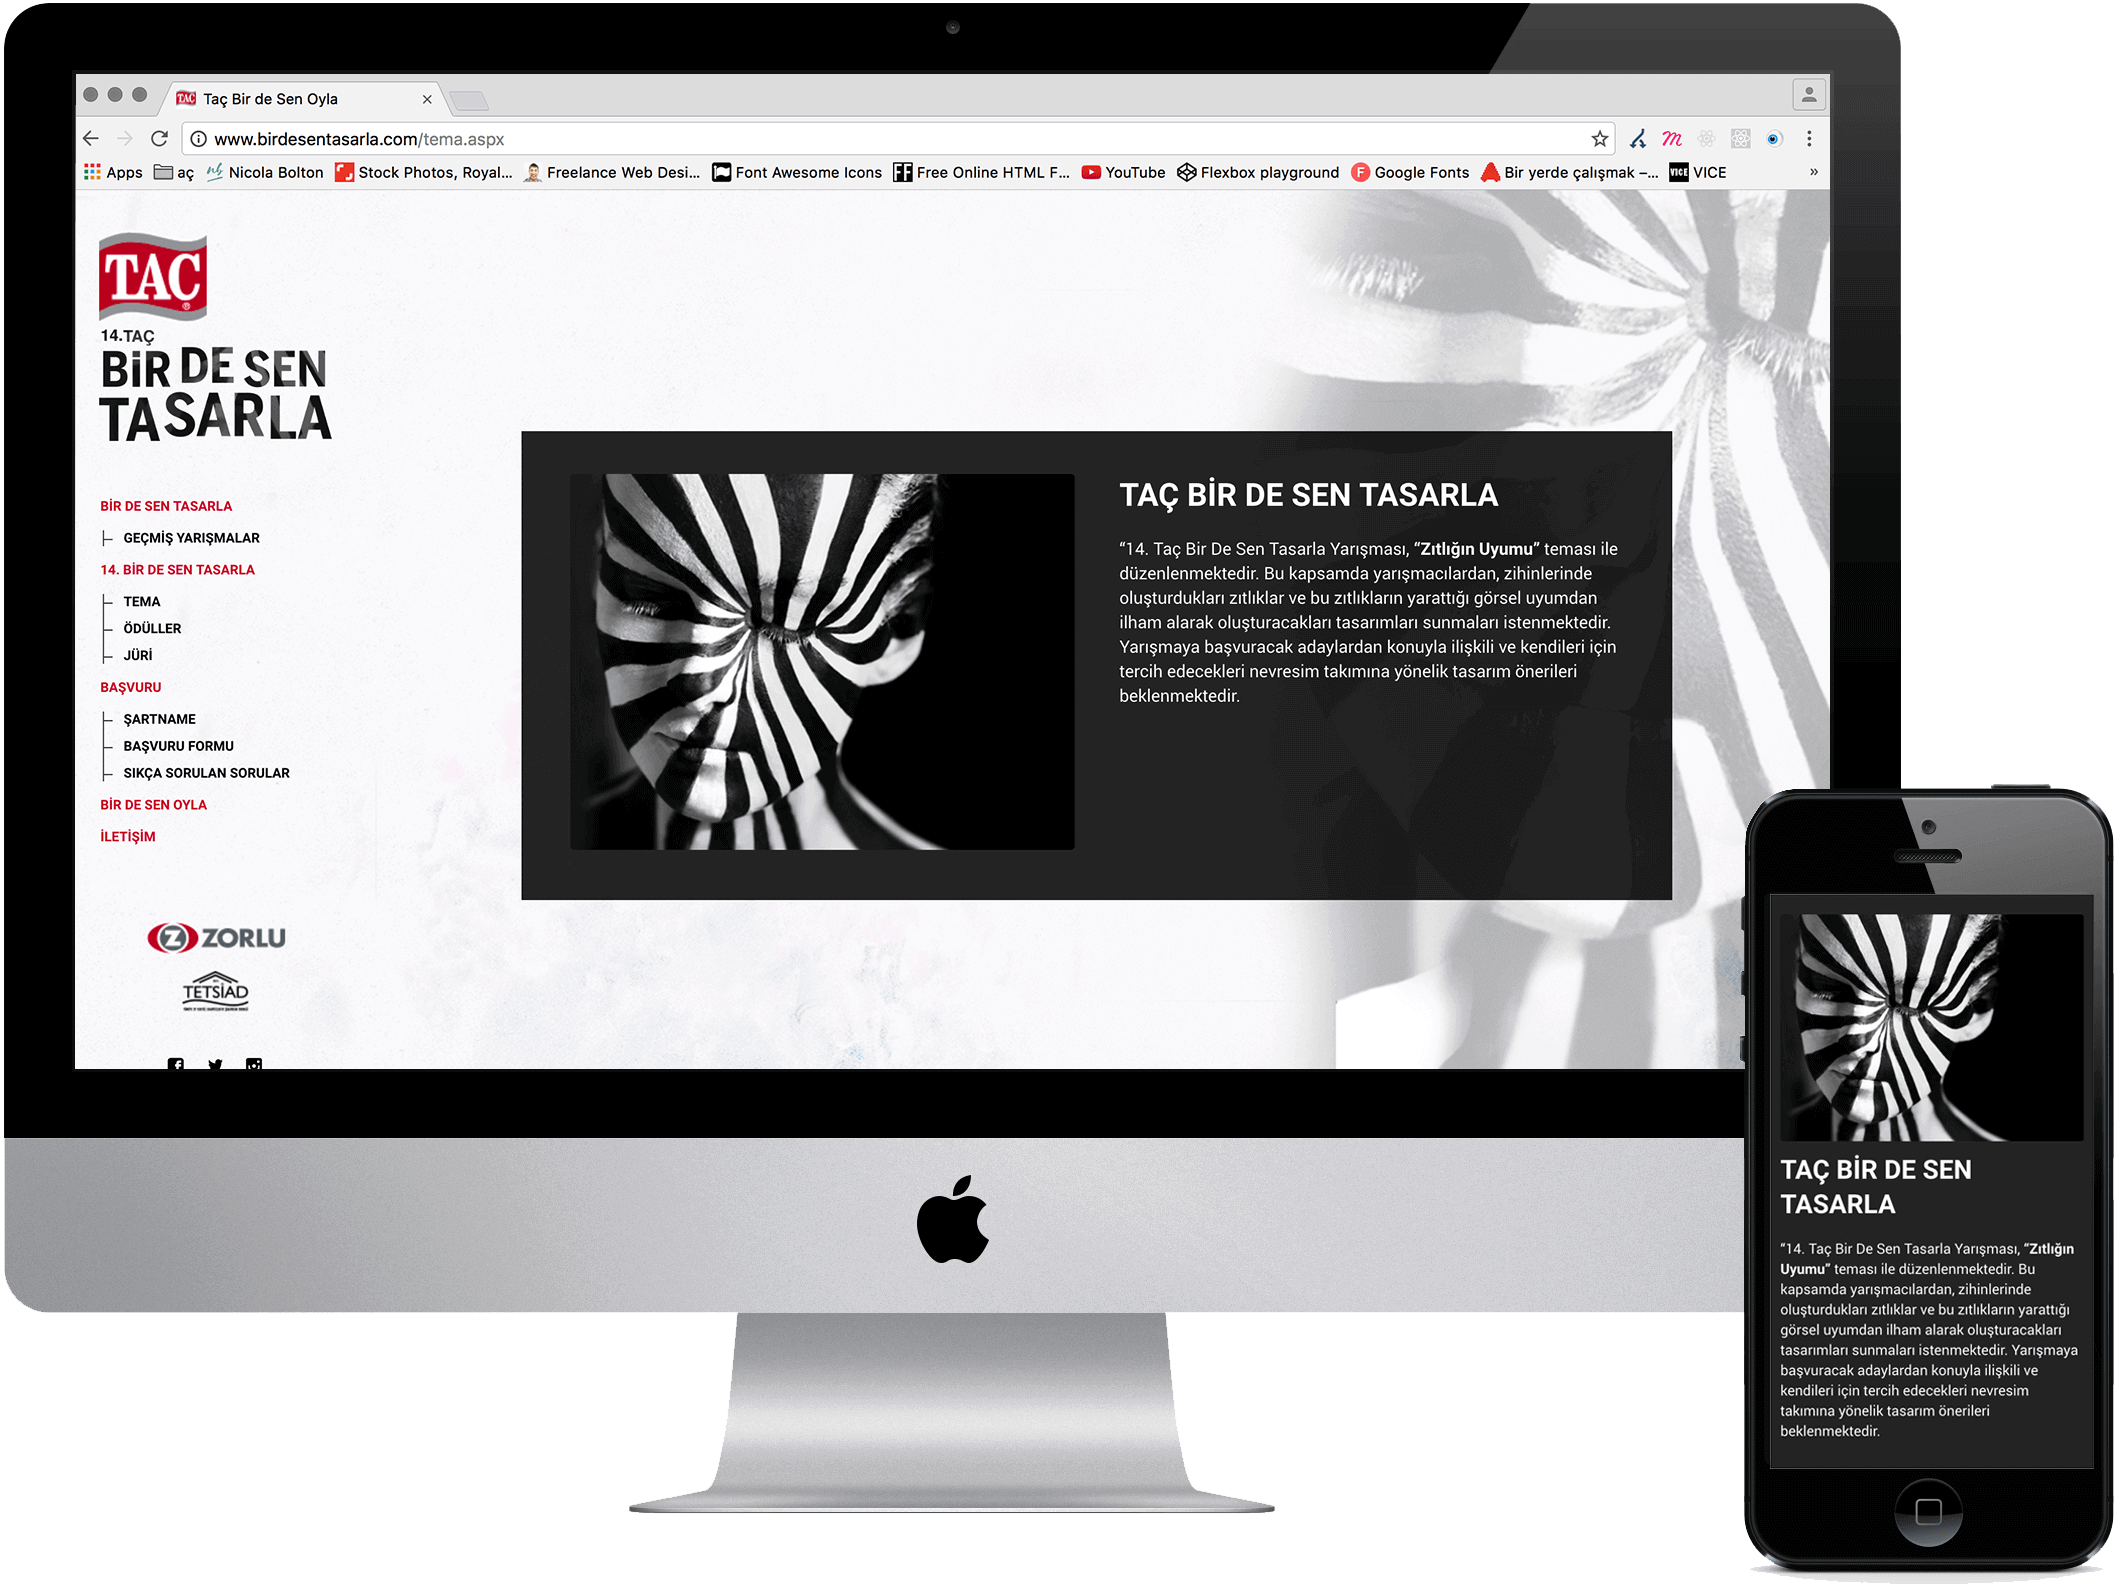 Taç Bir de Sen Oyla
www.birdesentasarla.com/tema.aspx
Apps aç Nicola Bolton Stock Photos, Royal... Freelance Web Desi... Font Awesome Icons FF Free Online HTML F... YouTube Flexbox playground F Google Fonts Bir yerde çalışmak –... VICE VICE »
TAÇ
14.TAÇ
BiR DE SEN
TASARLA
BİR DE SEN TASARLA
GEÇMİŞ YARIŞMALAR
14. BİR DE SEN TASARLA
TEMA
ÖDÜLLER
JÜRİ
BAŞVURU
ŞARTNAME
BAŞVURU FORMU
SIKÇA SORULAN SORULAR
BİR DE SEN OYLA
İLETİŞİM
ZORLU
TETSİAD
TAÇ BİR DE SEN TASARLA
“14. Taç Bir De Sen Tasarla Yarışması, “Zıtlığın Uyumu” teması ile
düzenlenmektedir. Bu kapsamda yarışmacılardan, zihinlerinde
oluşturdukları zıtlıklar ve bu zıtlıkların yarattığı görsel uyumdan
ilham alarak oluşturacakları tasarımları sunmaları istenmektedir.
Yarışmaya başvuracak adaylardan konuyla ilişkili ve kendileri için
tercih edecekleri nevresim takımına yönelik tasarım önerileri
beklenmektedir.
TAÇ BİR DE SEN
TASARLA
“14. Taç Bir De Sen Tasarla Yarışması, “Zıtlığın
Uyumu” teması ile düzenlenmektedir. Bu
kapsamda yarışmacılardan, zihinlerinde
oluşturdukları zıtlıklar ve bu zıtlıkların yarattığı
görsel uyumdan ilham alarak oluşturacakları
tasarımları sunmaları istenmektedir. Yarışmaya
başvuracak adaylardan konuyla ilişkili ve
kendileri için tercih edecekleri nevresim
takımına yönelik tasarım önerileri
beklenmektedir.